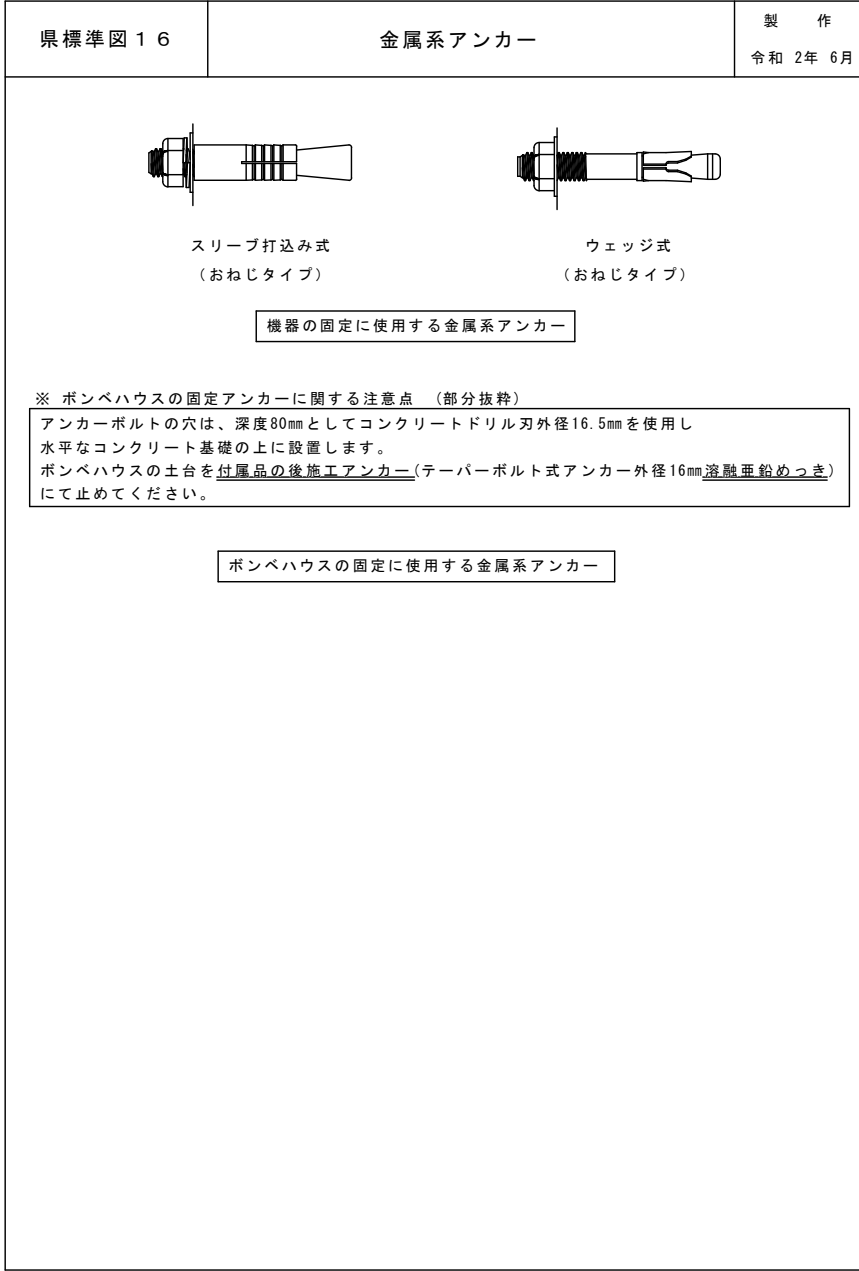 県標準図１６
金属系アンカー
製　作
令和 2年 6月
スリーブ打込み式
（おねじタイプ）
ウェッジ式
（おねじタイプ）
機器の固定に使用する金属系アンカー
※ ボンベハウスの固定アンカーに関する注意点 （部分抜粋）
アンカーボルトの穴は、深度80㎜としてコンクリートドリル刃外径16.5㎜を使用し
水平なコンクリート基礎の上に設置します。
ボンベハウスの土台を付属品の後施工アンカー(テーパーボルト式アンカー外径16㎜溶融亜鉛めっき)
にて止めてください。
ボンベハウスの固定に使用する金属系アンカー